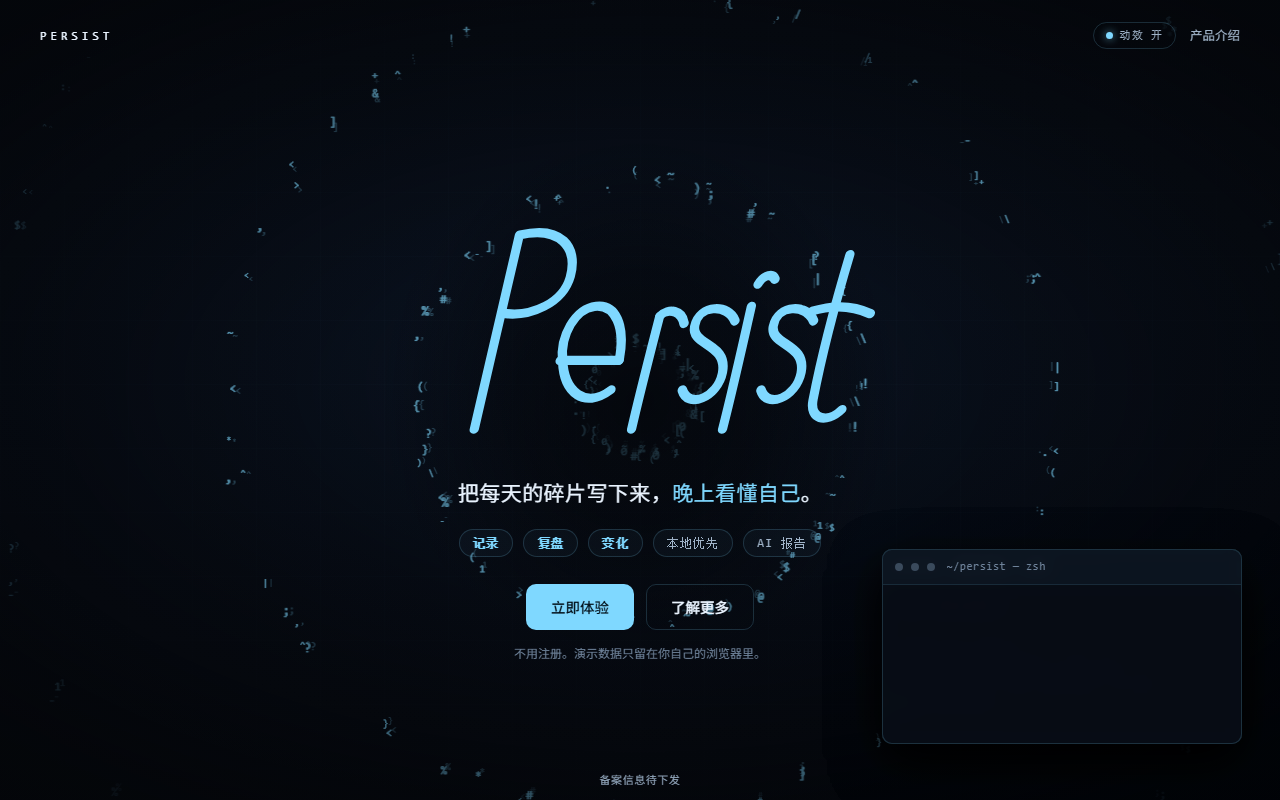 PERSIST
动效 开
产品介绍
Persist
把每天的碎片写下来，晚上看懂自己。
记录 复盘 变化 本地优先 AI 报告
立即体验 了解更多
不用注册。演示数据只留在你自己的浏览器里。
~/persist — zsh
备案信息待下发